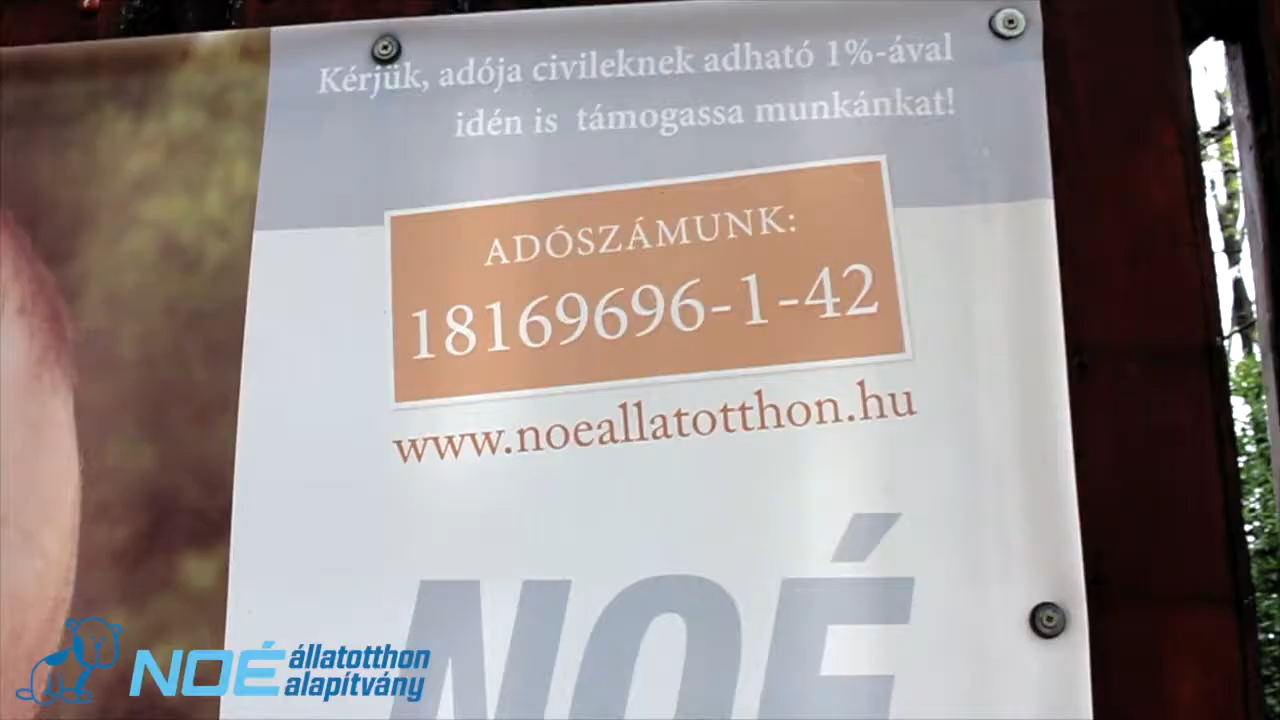 Kérjük, adója civileknek adható 1%-ával
idén is támogassa munkánkat!
ADÓSZÁMUNK:
18169696-1-42
www.noeallatotthon.hu
NOÉ
NOÉ állatotthon
alapítvány